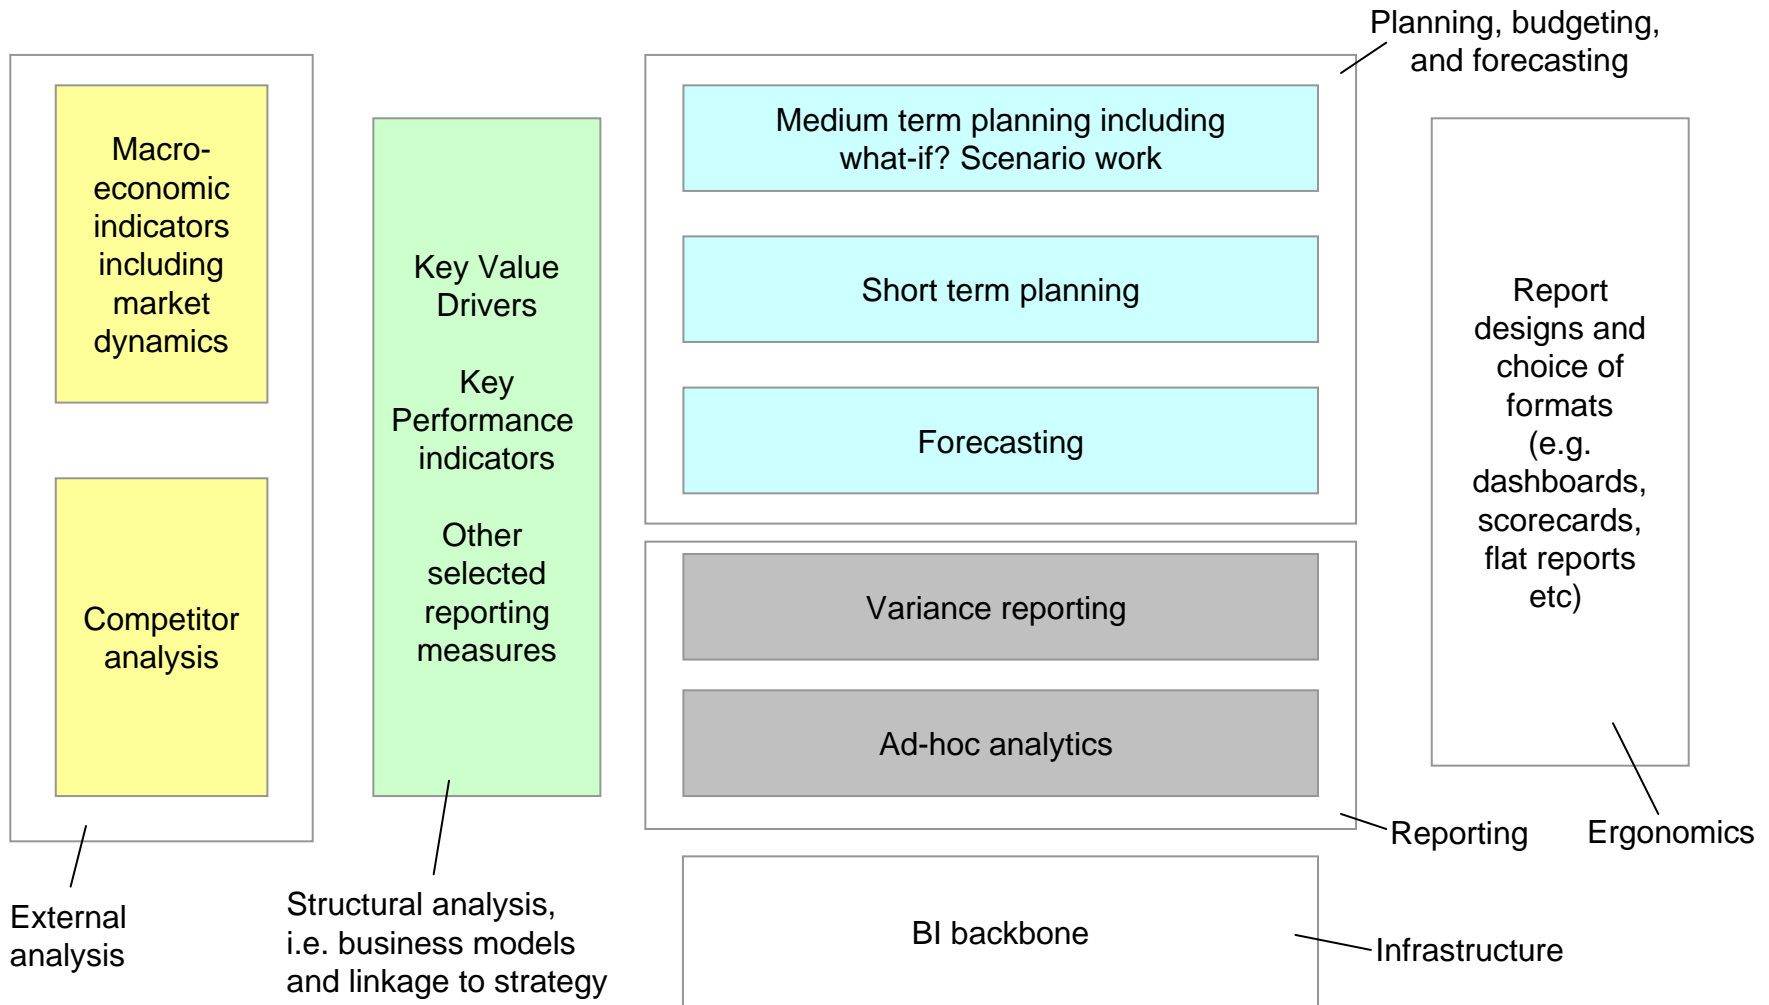 Planning, budgeting,
and forecasting
Macro-
economic
indicators
including
market
dynamics
Competitor
analysis
External
analysis
Key Value
Drivers
Key
Performance
indicators
Other
selected
reporting
measures
Structural analysis,
i.e. business models
and linkage to strategy
Medium term planning including
what-if? Scenario work
Short term planning
Forecasting
Variance reporting
Ad-hoc analytics
Reporting
BI backbone
Infrastructure
Report
designs and
choice of
formats
(e.g.
dashboards,
scorecards,
flat reports
etc)
Ergonomics